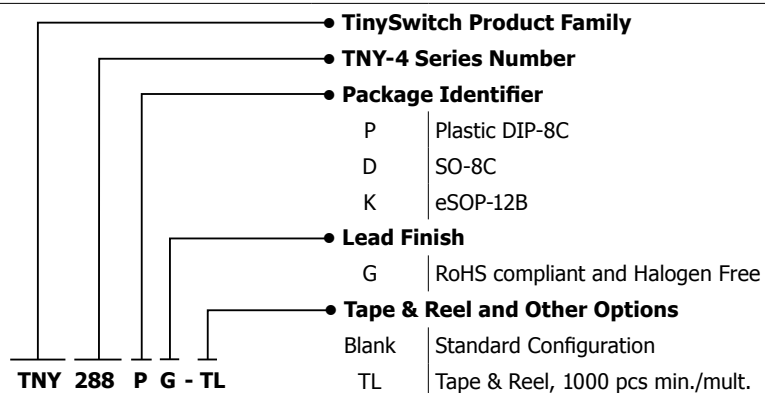 • TinySwitch Product Family
• TNY-4 Series Number
• Package Identifier
P Plastic DIP-8C
D SO-8C
K eSOP-12B
• Lead Finish
G RoHS compliant and Halogen Free
• Tape & Reel and Other Options
Blank Standard Configuration
TNY 288 P G - TL
TL Tape & Reel, 1000 pcs min./mult.